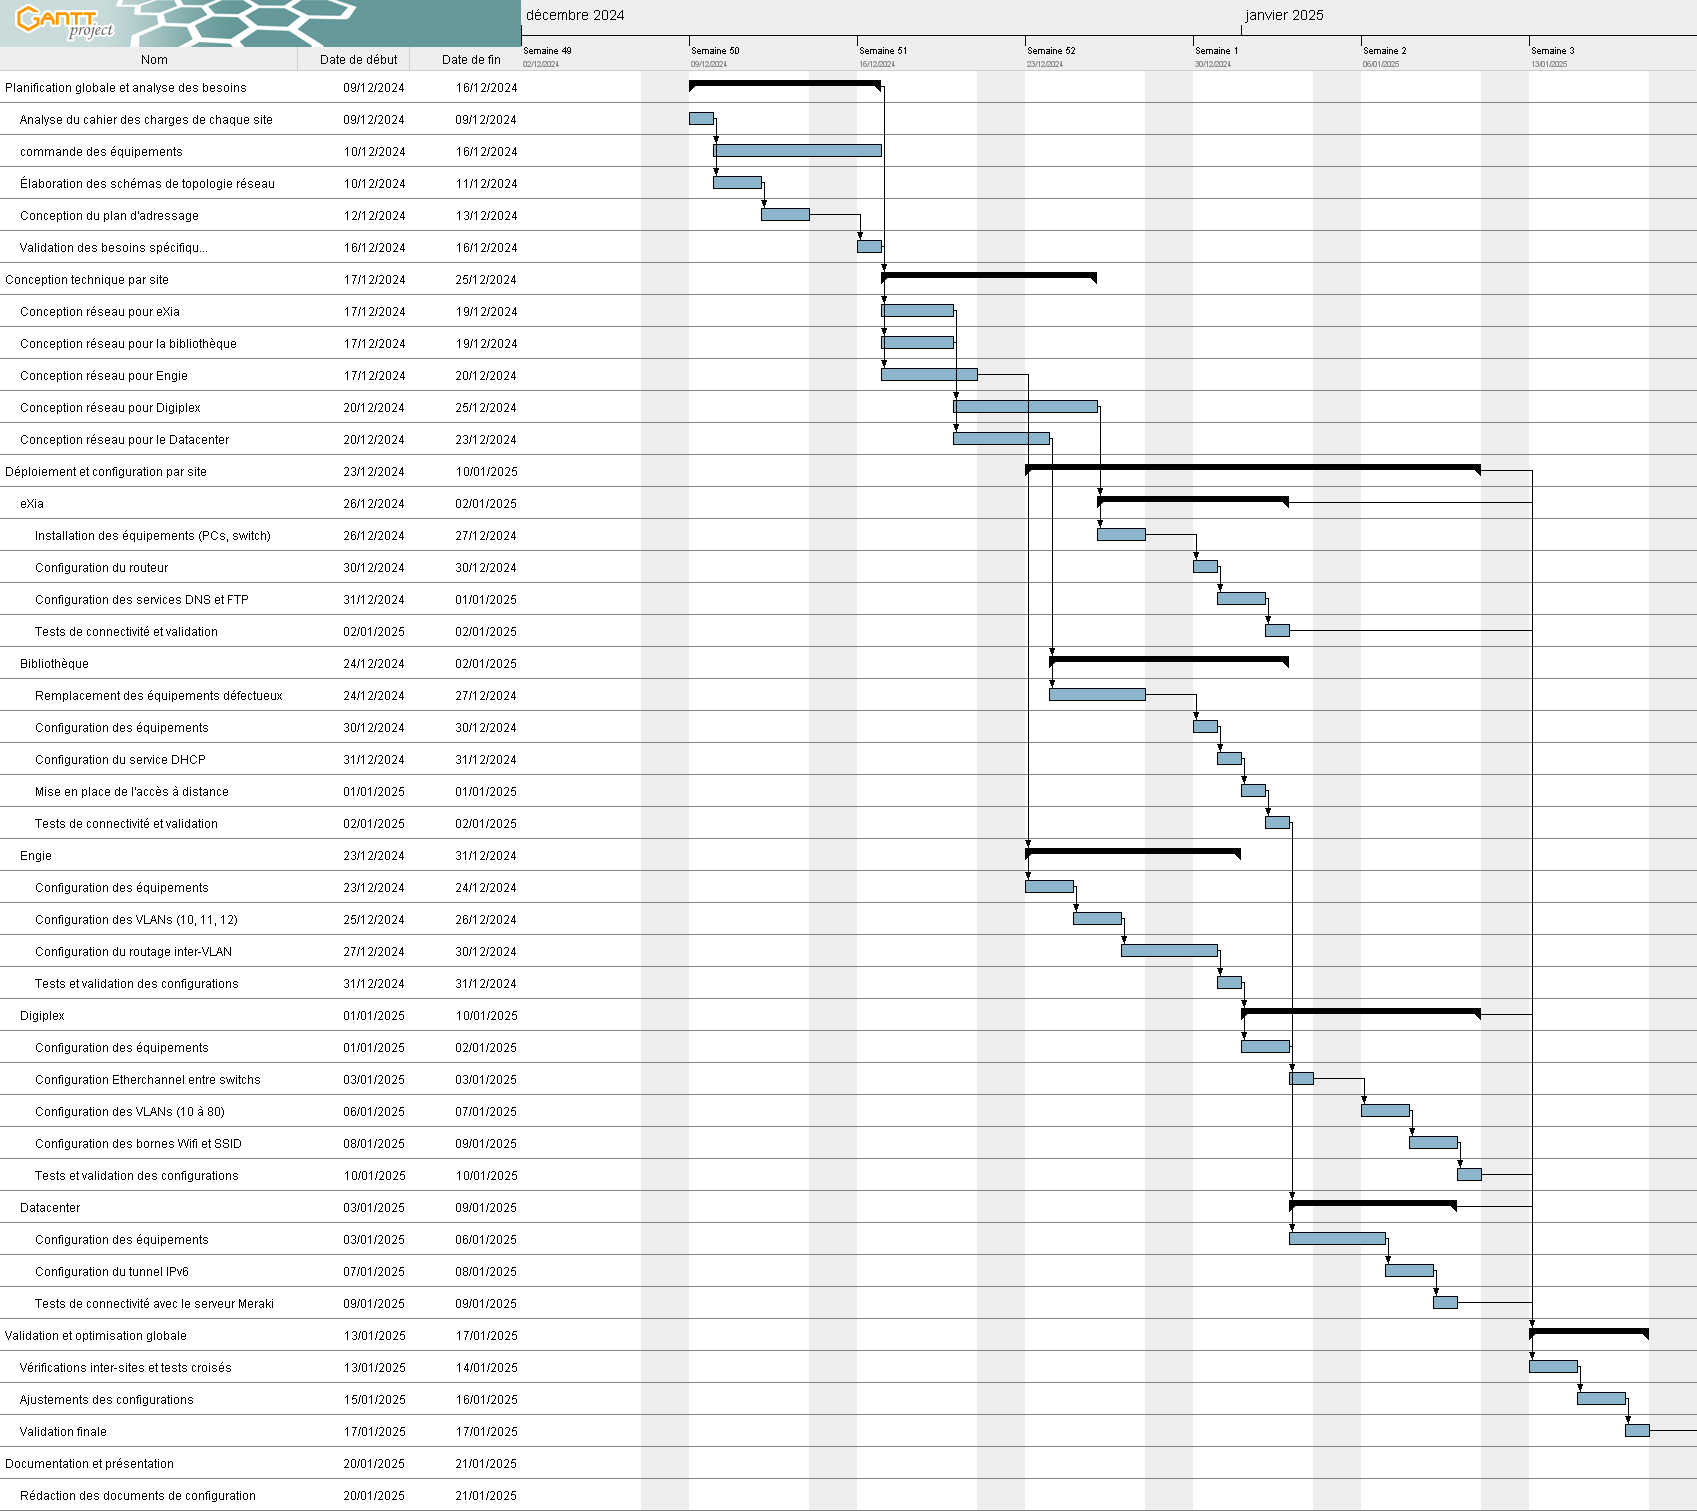 GANTT
project
décembre 2024
janvier 2025
Semaine 49
Semaine 50
Semaine 51
Semaine 52
Semaine 1
Semaine 2
Semaine 3
Nom Date de début Date de fin
02/12/2024
09/12/2024
16/12/2024
23/12/2024
30/12/2024
06/01/2025
13/01/2025
Planification globale et analyse des besoins 09/12/2024 16/12/2024
Analyse du cahier des charges de chaque site 09/12/2024 09/12/2024
commande des équipements 10/12/2024 16/12/2024
Élaboration des schémas de topologie réseau 10/12/2024 11/12/2024
Conception du plan d'adressage 12/12/2024 13/12/2024
Validation des besoins spécifiqu... 16/12/2024 16/12/2024
Conception technique par site 17/12/2024 25/12/2024
Conception réseau pour eXia 17/12/2024 19/12/2024
Conception réseau pour la bibliothèque 17/12/2024 19/12/2024
Conception réseau pour Engie 17/12/2024 20/12/2024
Conception réseau pour Digiplex 20/12/2024 25/12/2024
Conception réseau pour le Datacenter 20/12/2024 23/12/2024
Déploiement et configuration par site 23/12/2024 10/01/2025
eXia 26/12/2024 02/01/2025
Installation des équipements (PCs, switch) 26/12/2024 27/12/2024
Configuration du routeur 30/12/2024 30/12/2024
Configuration des services DNS et FTP 31/12/2024 01/01/2025
Tests de connectivité et validation 02/01/2025 02/01/2025
Bibliothèque 24/12/2024 02/01/2025
Remplacement des équipements défectueux 24/12/2024 27/12/2024
Configuration des équipements 30/12/2024 30/12/2024
Configuration du service DHCP 31/12/2024 31/12/2024
Mise en place de l'accès à distance 01/01/2025 01/01/2025
Tests de connectivité et validation 02/01/2025 02/01/2025
Engie 23/12/2024 31/12/2024
Configuration des équipements 23/12/2024 24/12/2024
Configuration des VLANs (10, 11, 12) 25/12/2024 26/12/2024
Configuration du routage inter-VLAN 27/12/2024 30/12/2024
Tests et validation des configurations 31/12/2024 31/12/2024
Digiplex 01/01/2025 10/01/2025
Configuration des équipements 01/01/2025 02/01/2025
Configuration Etherchannel entre switchs 03/01/2025 03/01/2025
Configuration des VLANs (10 à 80) 06/01/2025 07/01/2025
Configuration des bornes Wifi et SSID 08/01/2025 09/01/2025
Tests et validation des configurations 10/01/2025 10/01/2025
Datacenter 03/01/2025 09/01/2025
Configuration des équipements 03/01/2025 06/01/2025
Configuration du tunnel IPv6 07/01/2025 08/01/2025
Tests de connectivité avec le serveur Meraki 09/01/2025 09/01/2025
Validation et optimisation globale 13/01/2025 17/01/2025
Vérifications inter-sites et tests croisés 13/01/2025 14/01/2025
Ajustements des configurations 15/01/2025 16/01/2025
Validation finale 17/01/2025 17/01/2025
Documentation et présentation 20/01/2025 21/01/2025
Rédaction des documents de configuration 20/01/2025 21/01/2025